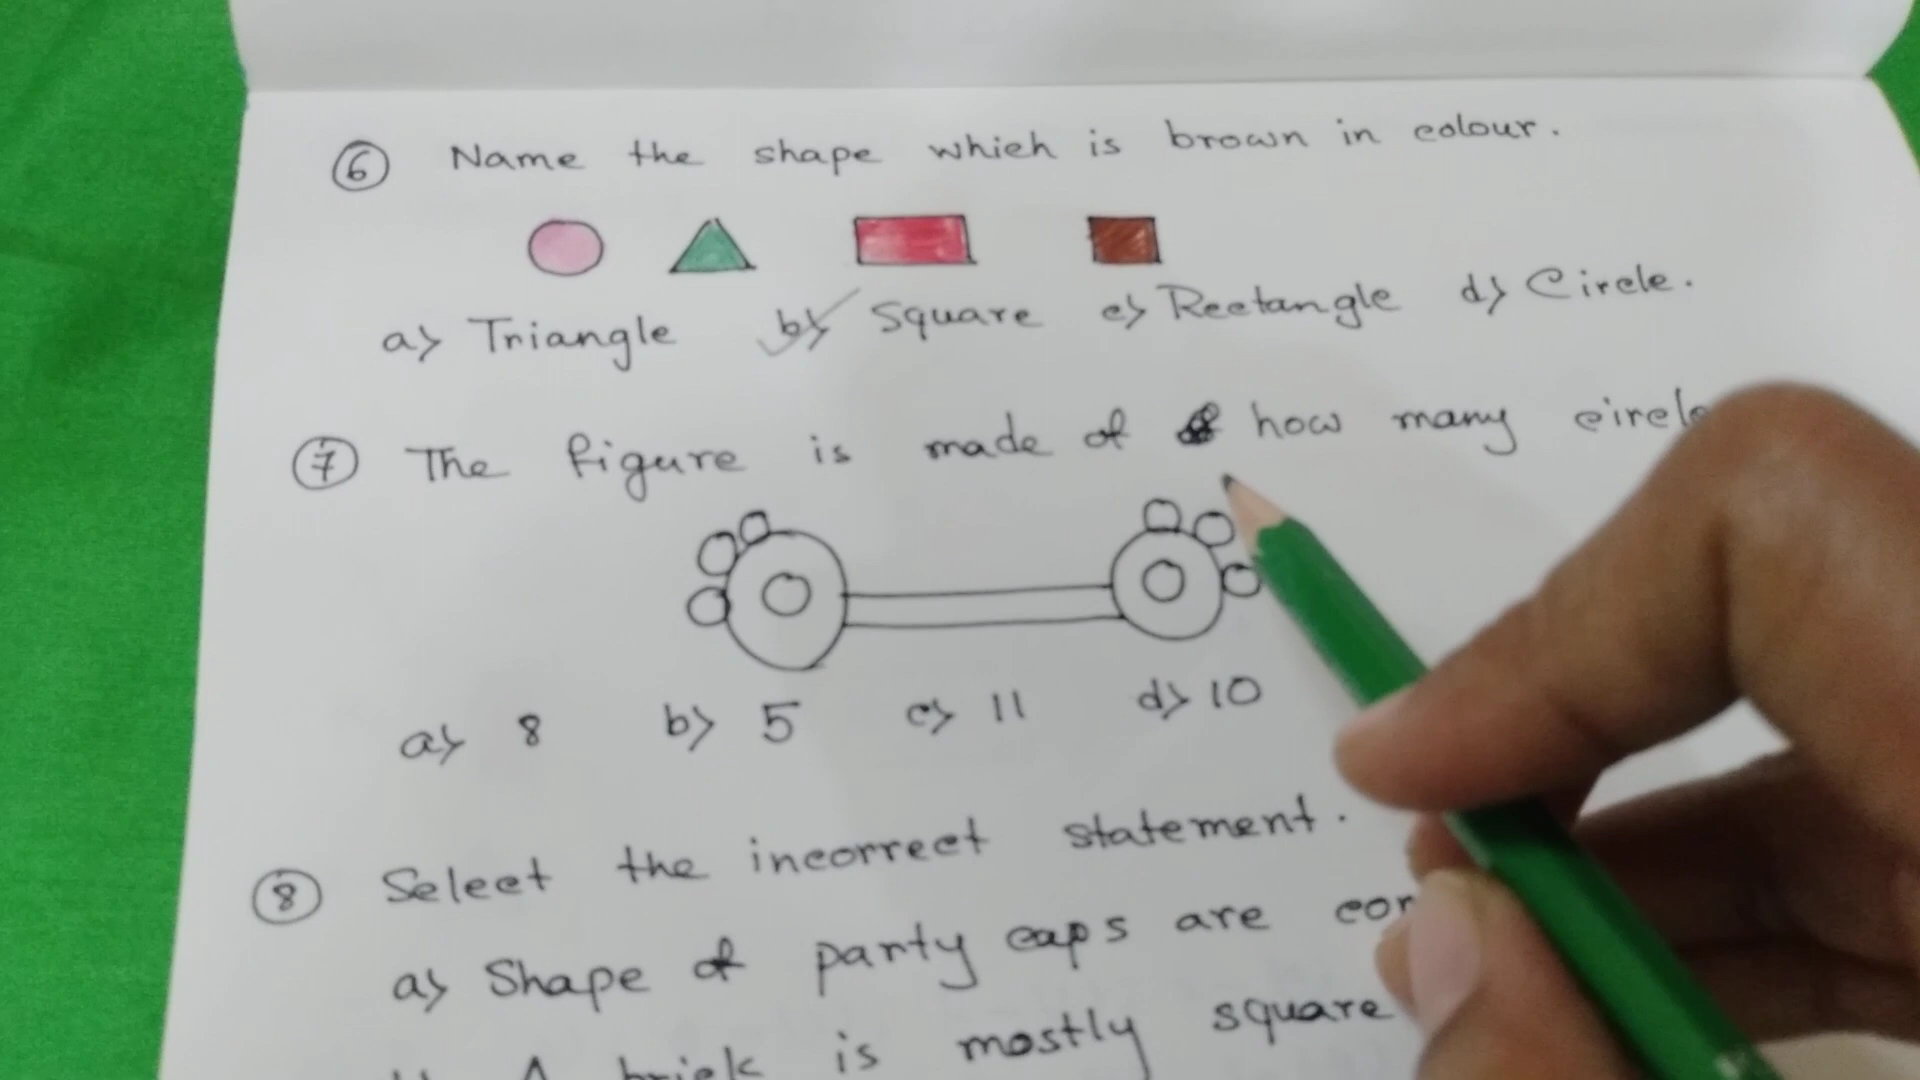 6 Name the shape which is brown in colour.
a) Triangle b) Square c) Rectangle d) Circle.
7 The figure is made of how many
a) 8 b) 5 c) 11 d) 10
8 Select the incorrect statement.
a) Shape of party caps are
A brick is mostly square